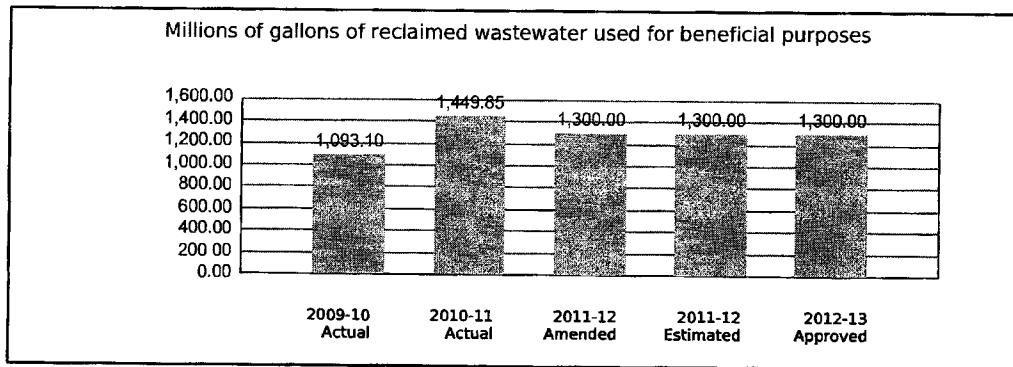 Millions of gallons of reclaimed wastewater used for beneficial purposes
1,600.00
1,400.00
1,200.00
1,000.00
800.00
600.00
400.00
200 00
0.00
1,093.10
1,449.85
1,300.00
1,300.00
1,300.00
2009-10 Actual
2010-11 Actual
2011-12 Amended
2011-12 Estimated
2012-13 Approved